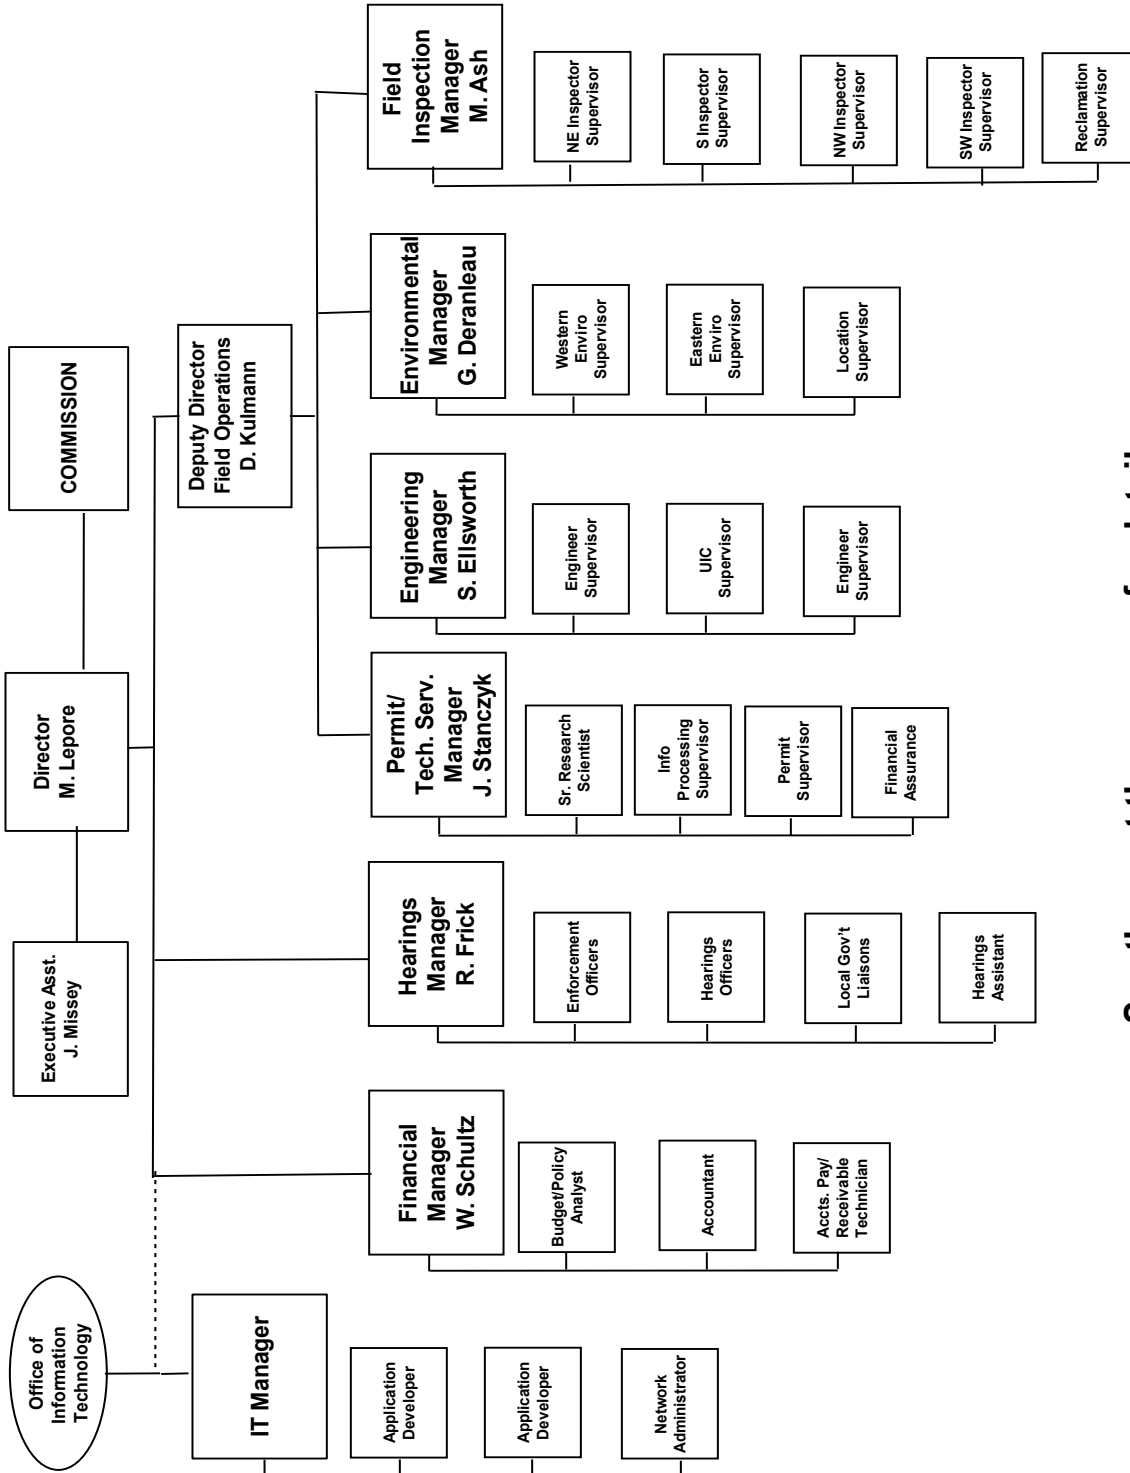 COMMISSION
Director
M. Lepore
Executive Asst.
J. Missey
Office of
Information
Technology
Deputy Director
Field Operations
D. Kulmann
IT Manager
Application
Developer
Application
Developer
Network
Administrator
Financial
Manager
W. Schultz
Budget/Policy
Analyst
Accountant
Accts. Pay/
Receivable
Technician
Hearings
Manager
R. Frick
Enforcement
Officers
Hearings
Officers
Local Gov't
Liaisons
Hearings
Assistant
Permit/
Tech. Serv.
Manager
J. Stanczyk
Sr. Research
Scientist
Info
Processing
Supervisor
Permit
Supervisor
Financial
Assurance
Engineering
Manager
S. Ellsworth
Engineer
Supervisor
UIC
Supervisor
Engineer
Supervisor
Environmental
Manager
G. Deranleau
Western
Enviro
Supervisor
Eastern
Enviro
Supervisor
Location
Supervisor
Field
Inspection
Manager
M. Ash
NE Inspector
Supervisor
S Inspector
Supervisor
NW Inspector
Supervisor
SW Inspector
Supervisor
Reclamation
Supervisor